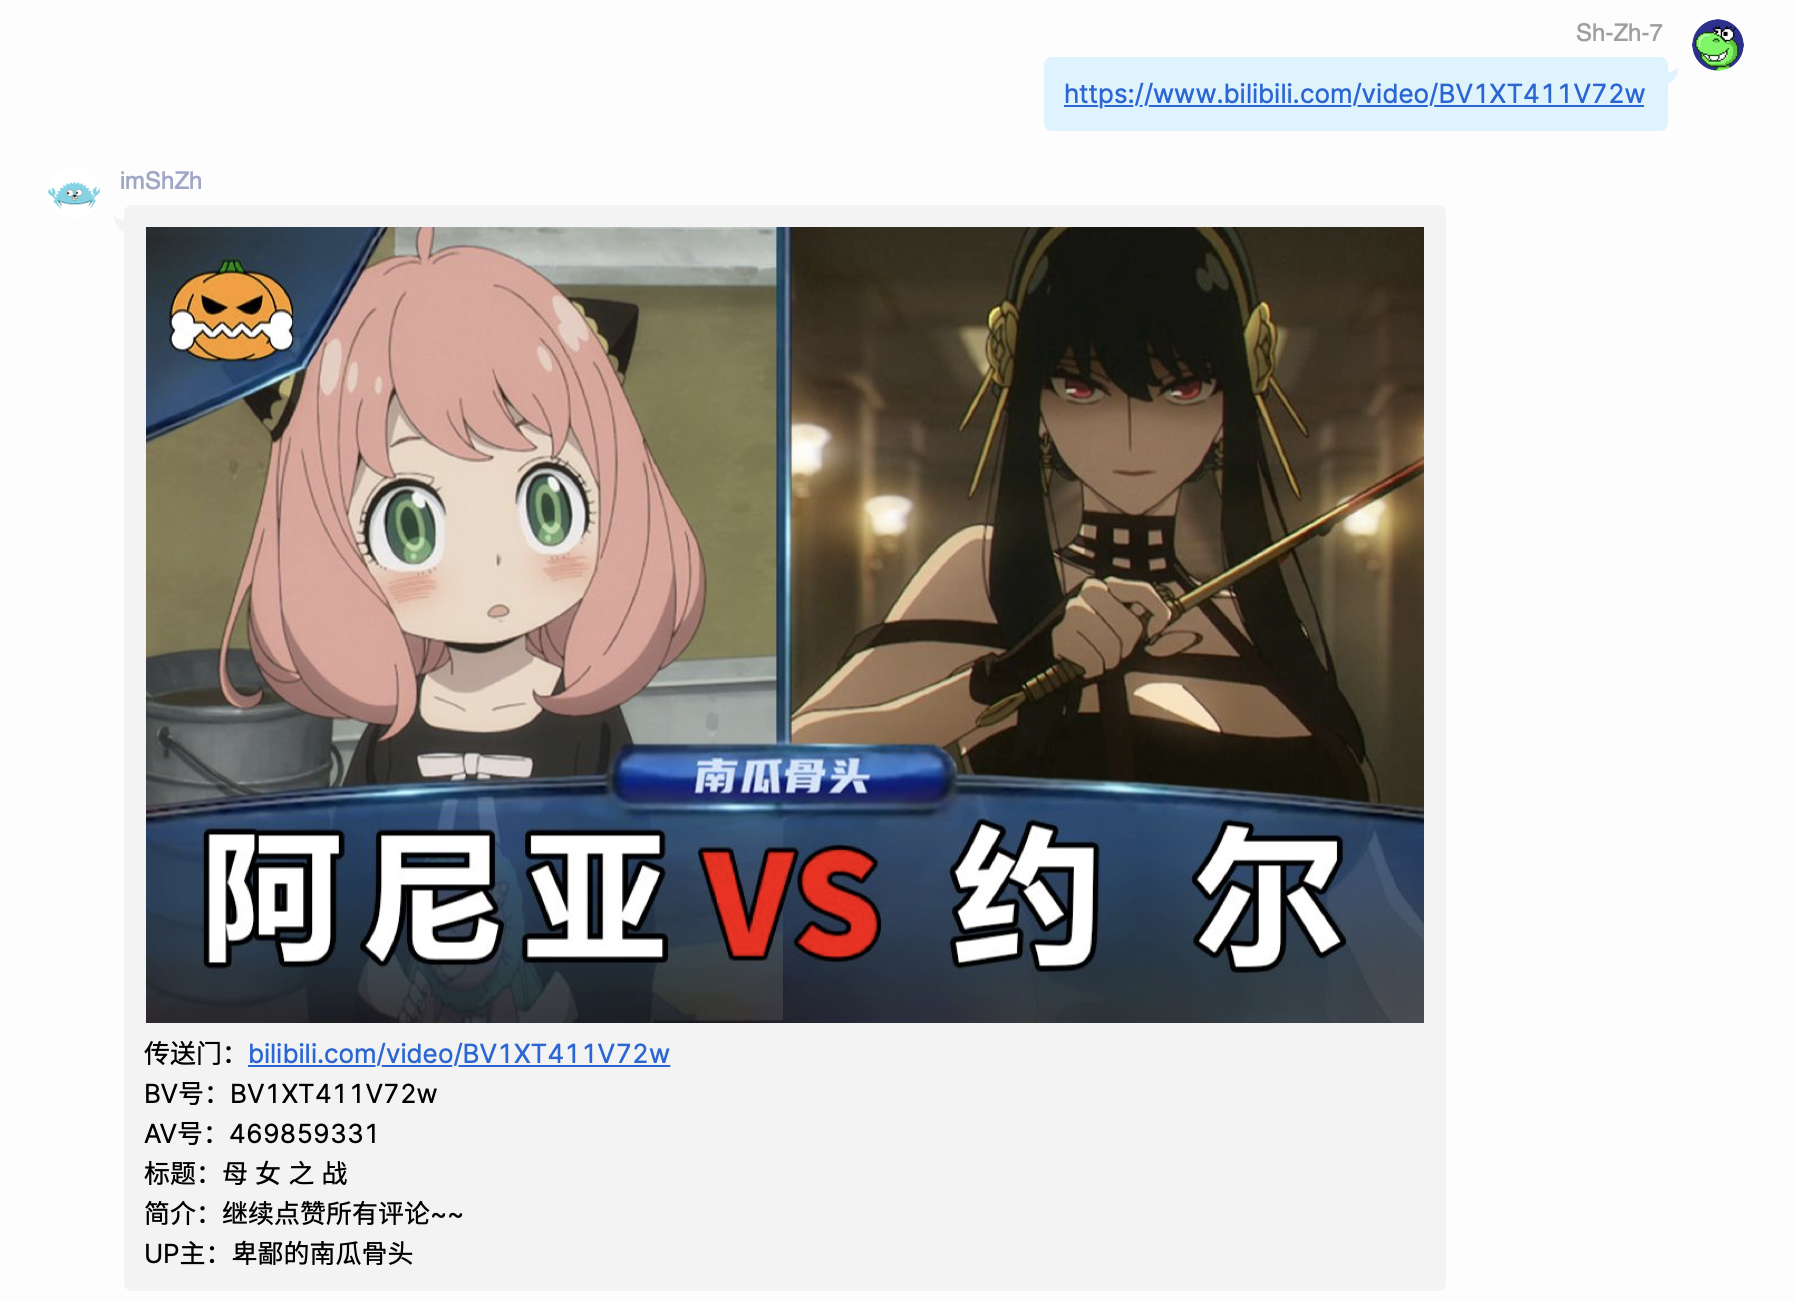 Sh-Zh-7
https://www.bilibili.com/video/BV1XT411V72w
imShZh
南瓜骨头
阿尼亚VS约 尔
传送门：bilibili.com/video/BV1XT411V72w
BV号：BV1XT411V72w
AV号：469859331
标题：母 女 之 战
简介：继续点赞所有评论~~
UP主：卑鄙的南瓜骨头